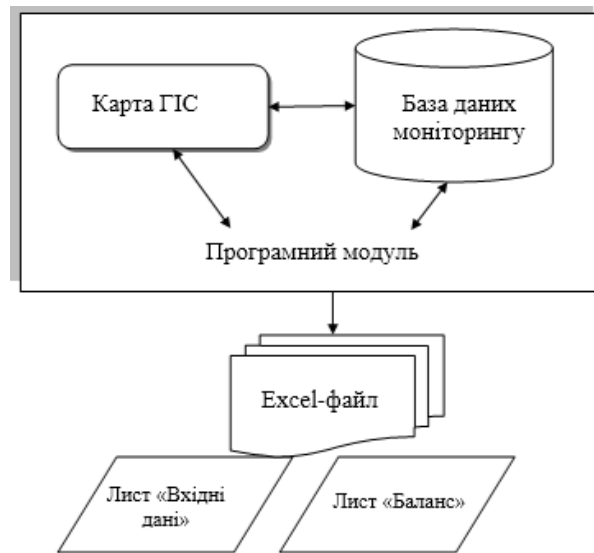 Карта ГІС
База даних
моніторингу
Програмний модуль
Excel-файл
Лист «Вхідні
дані»
Лист «Баланс»